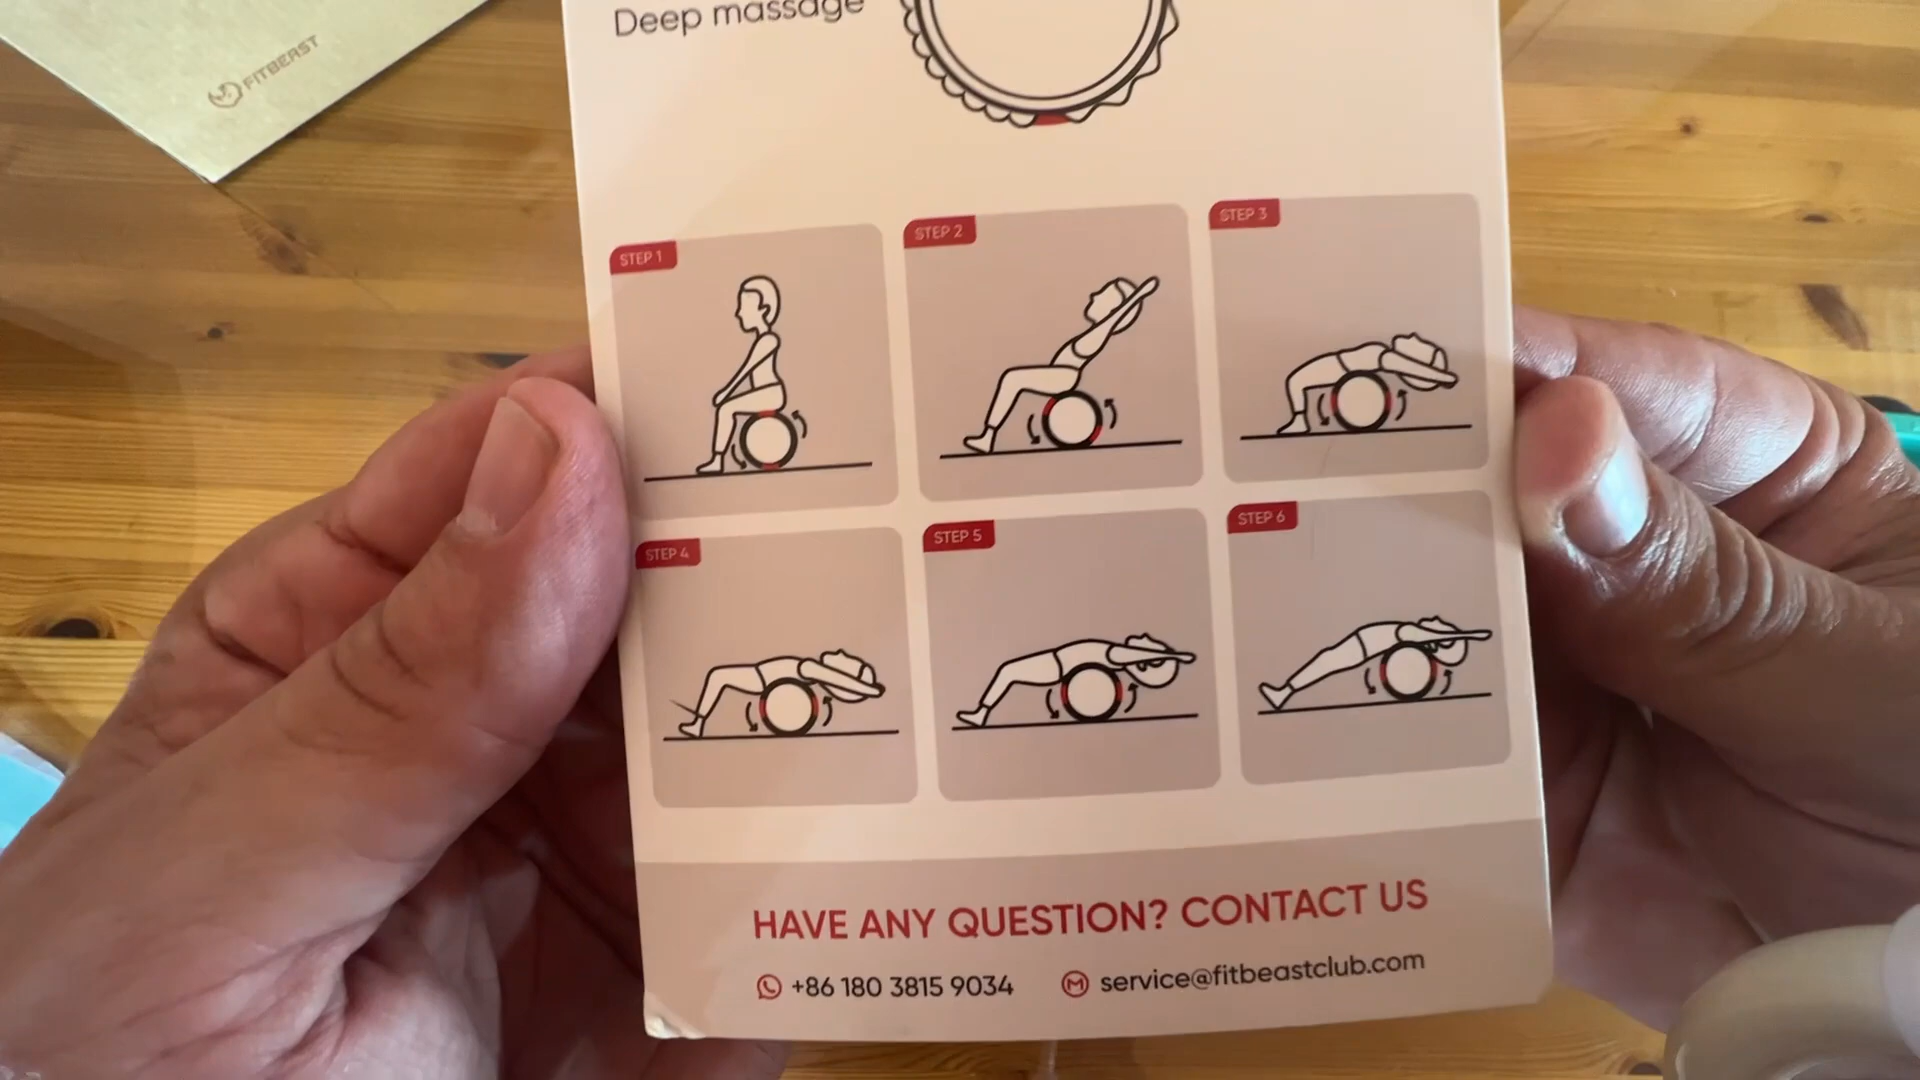 Deep massage
FITBEAST
STEP 1
STEP 2
STEP 3
STEP 4
STEP 5
STEP 6
HAVE ANY QUESTION? CONTACT US
+86 180 3815 9034
service@fitbeastclub.com